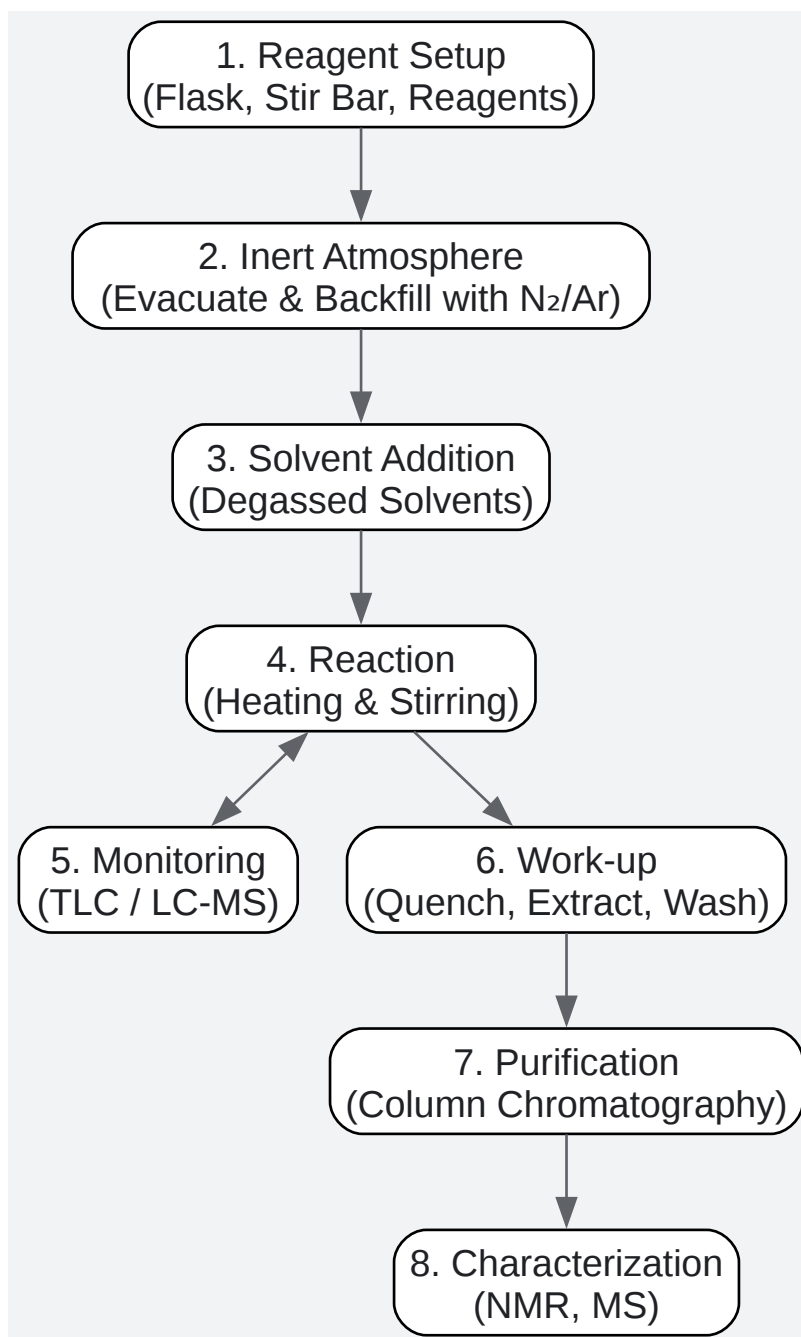 1. Reagent Setup
(Flask, Stir Bar, Reagents)
2. Inert Atmosphere
(Evacuate & Backfill with N₂/Ar)
3. Solvent Addition
(Degassed Solvents)
4. Reaction
(Heating & Stirring)
5. Monitoring
(TLC / LC-MS)
6. Work-up
(Quench, Extract, Wash)
7. Purification
(Column Chromatography)
8. Characterization
(NMR, MS)